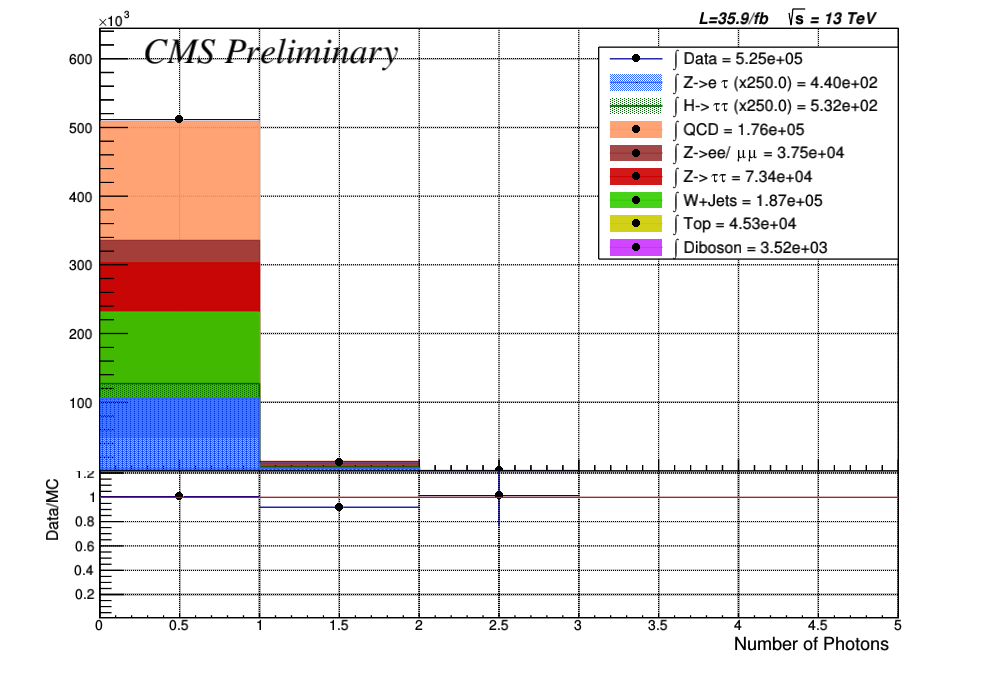 ×10³
L=35.9/fb √s = 13 TeV
CMS Preliminary
∫ Data = 5.25e+05
∫ Z->e τ (x250.0) = 4.40e+02
∫ H-> ττ (x250.0) = 5.32e+02
∫ QCD = 1.76e+05
∫ Z->ee/ μμ = 3.75e+04
∫ Z-> ττ = 7.34e+04
∫ W+Jets = 1.87e+05
∫ Top = 4.53e+04
∫ Diboson = 3.52e+03
600
500
400
300
200
100
1.2
1
0.8
0.6
0.4
0.2
Data/MC
0 0.5 1 1.5 2 2.5 3 3.5 4 4.5 5
Number of Photons